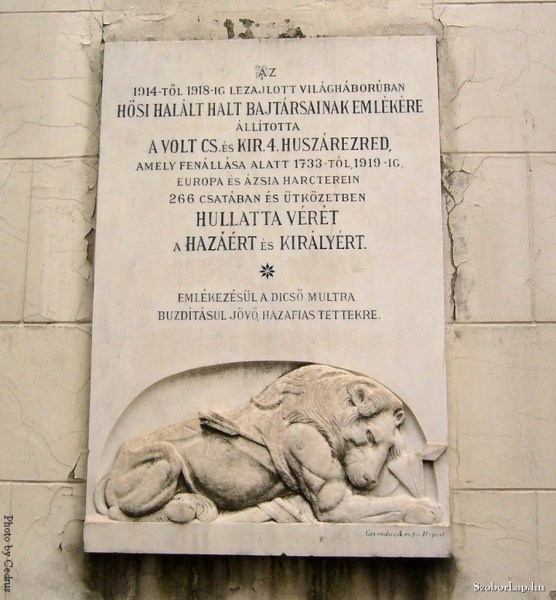 AZ
1914-TŐL 1918-IG LEZAJLOTT VILÁGHÁBORÚBAN
HŐSI HALÁLT HALT BAJTÁRSAINAK EMLÉKÉRE
ÁLLÍTOTTA
A VOLT CS. ÉS KIR. 4. HUSZÁREZRED,
AMELY FENÁLLÁSA ALATT 1733-TÓL, 1919-IG,
EUROPA ÉS ÁZSIA HARCTEREIN
266 CSATÁBAN ÉS ÜTKÖZETBEN
HULLATTA VÉRÉT
A HAZÁÉRT ÉS KIRÁLYÉRT.
EMLÉKEZÉSÜL A DICSŐ MULTRA
BUZDÍTÁSUL JÖVŐ, HAZAFIAS TETTEKRE.
Photo by Cedrus
SzoborLap.hu